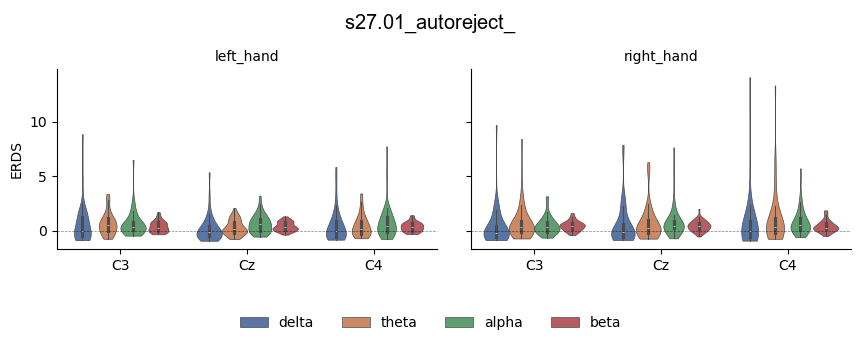 s27.01_autoreject_
left_hand
right_hand
ERDS
10
5
0
C3
Cz
C4
C3
Cz
C4
delta
theta
alpha
beta